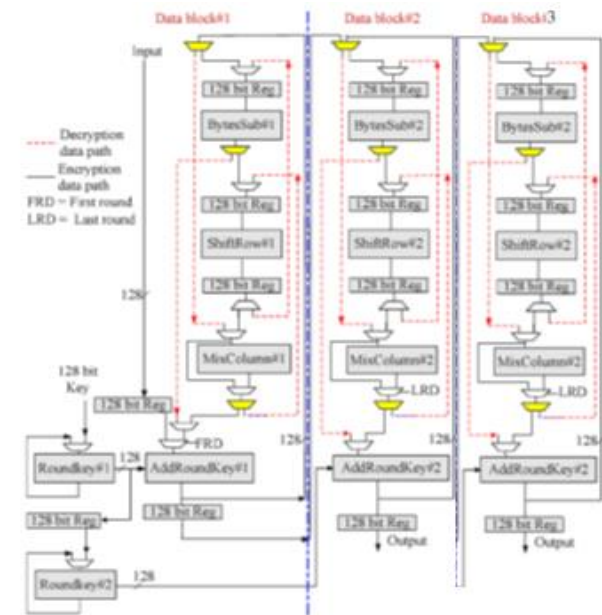 Data block#1
Data block#2
Data block#3
Input
128 bit Reg
128 bit Reg
128 bit Reg
BytesSub#1
BytesSub#2
BytesSub#2
Decryption
data path
Encryption
data path
FRD = First round
LRD = Last round
128 bit Reg
128 bit Reg
128 bit Reg
ShiftRow#1
ShiftRow#2
ShiftRow#2
128 bit Reg
128 bit Reg
128 bit Reg
128
MixColumn#1
MixColumn#2
MixColumn#2
128 bit
Key
LRD
LRD
128 bit Reg
FRD
128
128
128
Roundkey#1
128
AddRoundKey#1
AddRoundKey#2
AddRoundKey#2
128 bit Reg
128 bit Reg
128 bit Reg
128 bit Reg
Output
Output
Roundkey#2
128